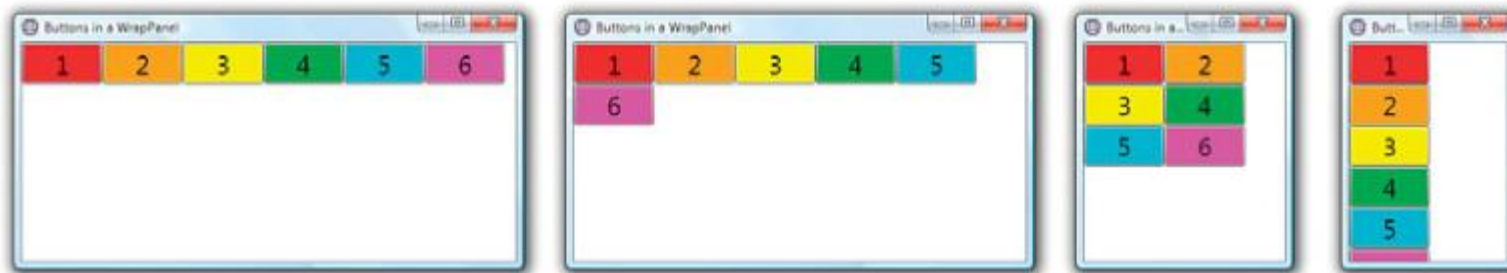 Buttons in a WrapPanel
1 2 3 4 5 6
Buttons in a WrapPanel
1 2 3 4 5
6
Buttons in a..
1 2
3 4
5 6
Butt..
1
2
3
4
5